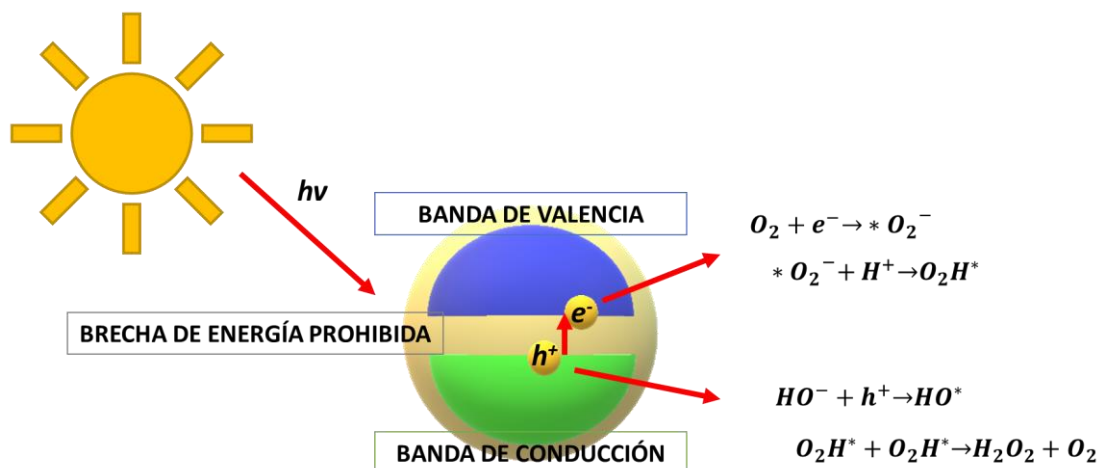 hν
BANDA DE VALENCIA
O₂ + e⁻ → * O₂⁻
* O₂⁻ + H⁺ → O₂H*
BRECHA DE ENERGÍA PROHIBIDA
e⁻
h⁺
HO⁻ + h⁺ → HO*
BANDA DE CONDUCCIÓN
O₂H* + O₂H* → H₂O₂ + O₂